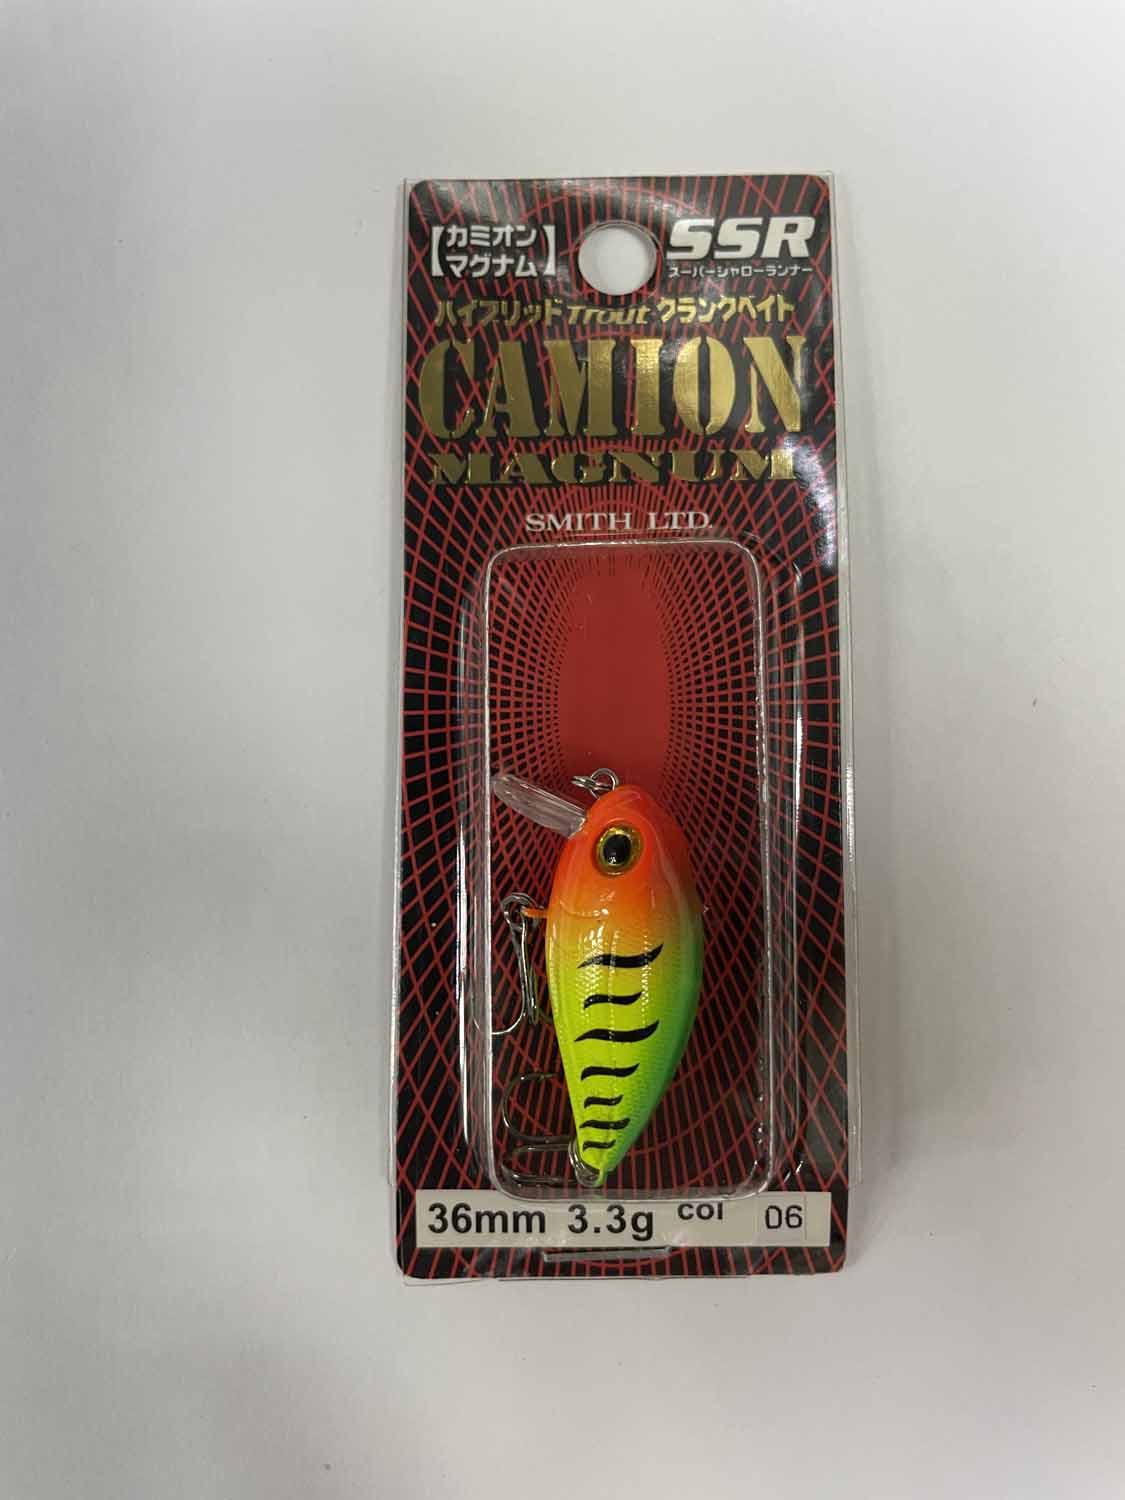 【カミオン
マグナム】
SSR
スーパーシャローランナー
ハイブリッドTroutクランクベイト
CAMION
MAGNUM
SMITH LTD.
36mm 3.3g col 06